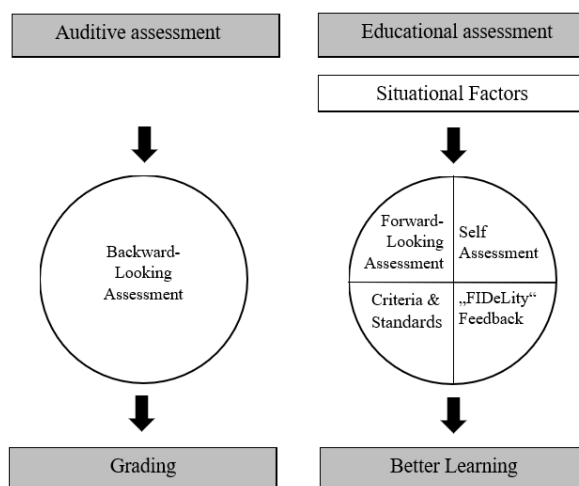 Auditive assessment
Educational assessment
Situational Factors
Backward-
Looking
Assessment
Forward-
Looking
Assessment
Self
Assessment
Criteria &
Standards
„FIDeLity“
Feedback
Grading
Better Learning